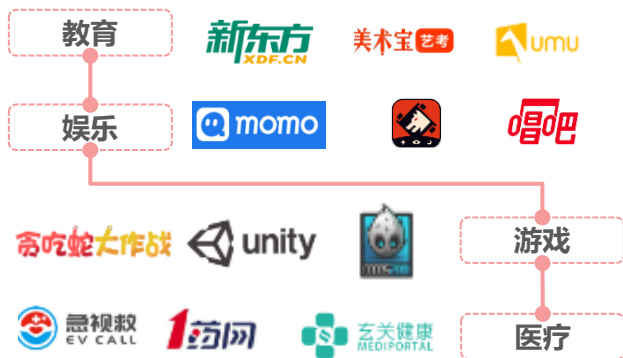 教育
新东方
XDF.CN
美术宝 艺考
umu
娱乐
momo
唱吧
贪吃蛇大作战
unity
游戏
急视救
EV CALL
1药网
玄关健康
MEDIPORTAL
医疗